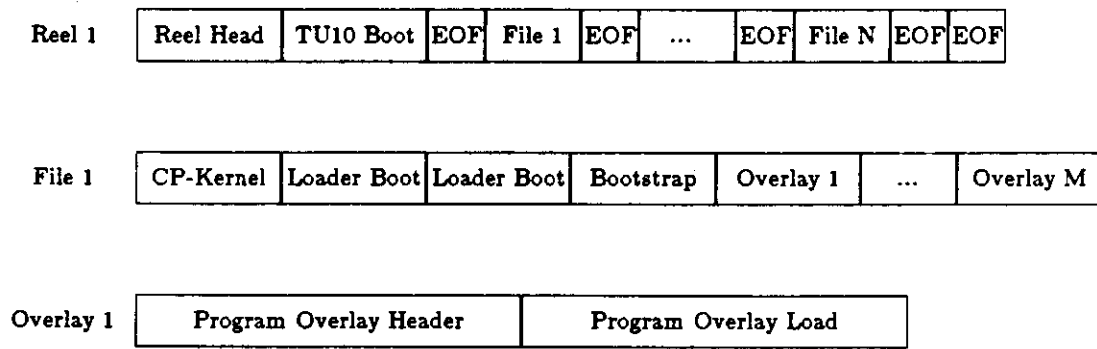 Reel 1 Reel Head TU10 Boot EOF File 1 EOF ... EOF File N EOF EOF
File 1 CP-Kernel Loader Boot Loader Boot Bootstrap Overlay 1 ... Overlay M
Overlay 1 Program Overlay Header Program Overlay Load